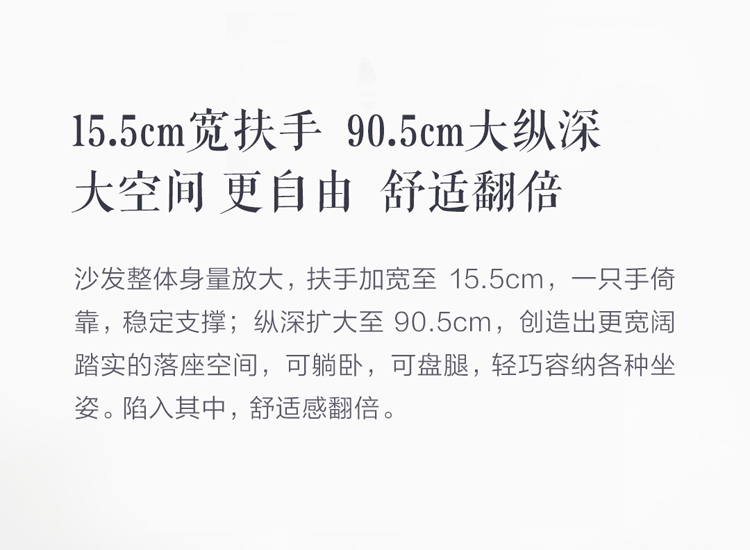 15.5cm宽扶手 90.5cm大纵深
大空间 更自由 舒适翻倍
沙发整体身量放大，扶手加宽至 15.5cm，一只手倚
靠，稳定支撑；纵深扩大至 90.5cm，创造出更宽阔
踏实的落座空间，可躺卧，可盘腿，轻巧容纳各种坐
姿。陷入其中，舒适感翻倍。